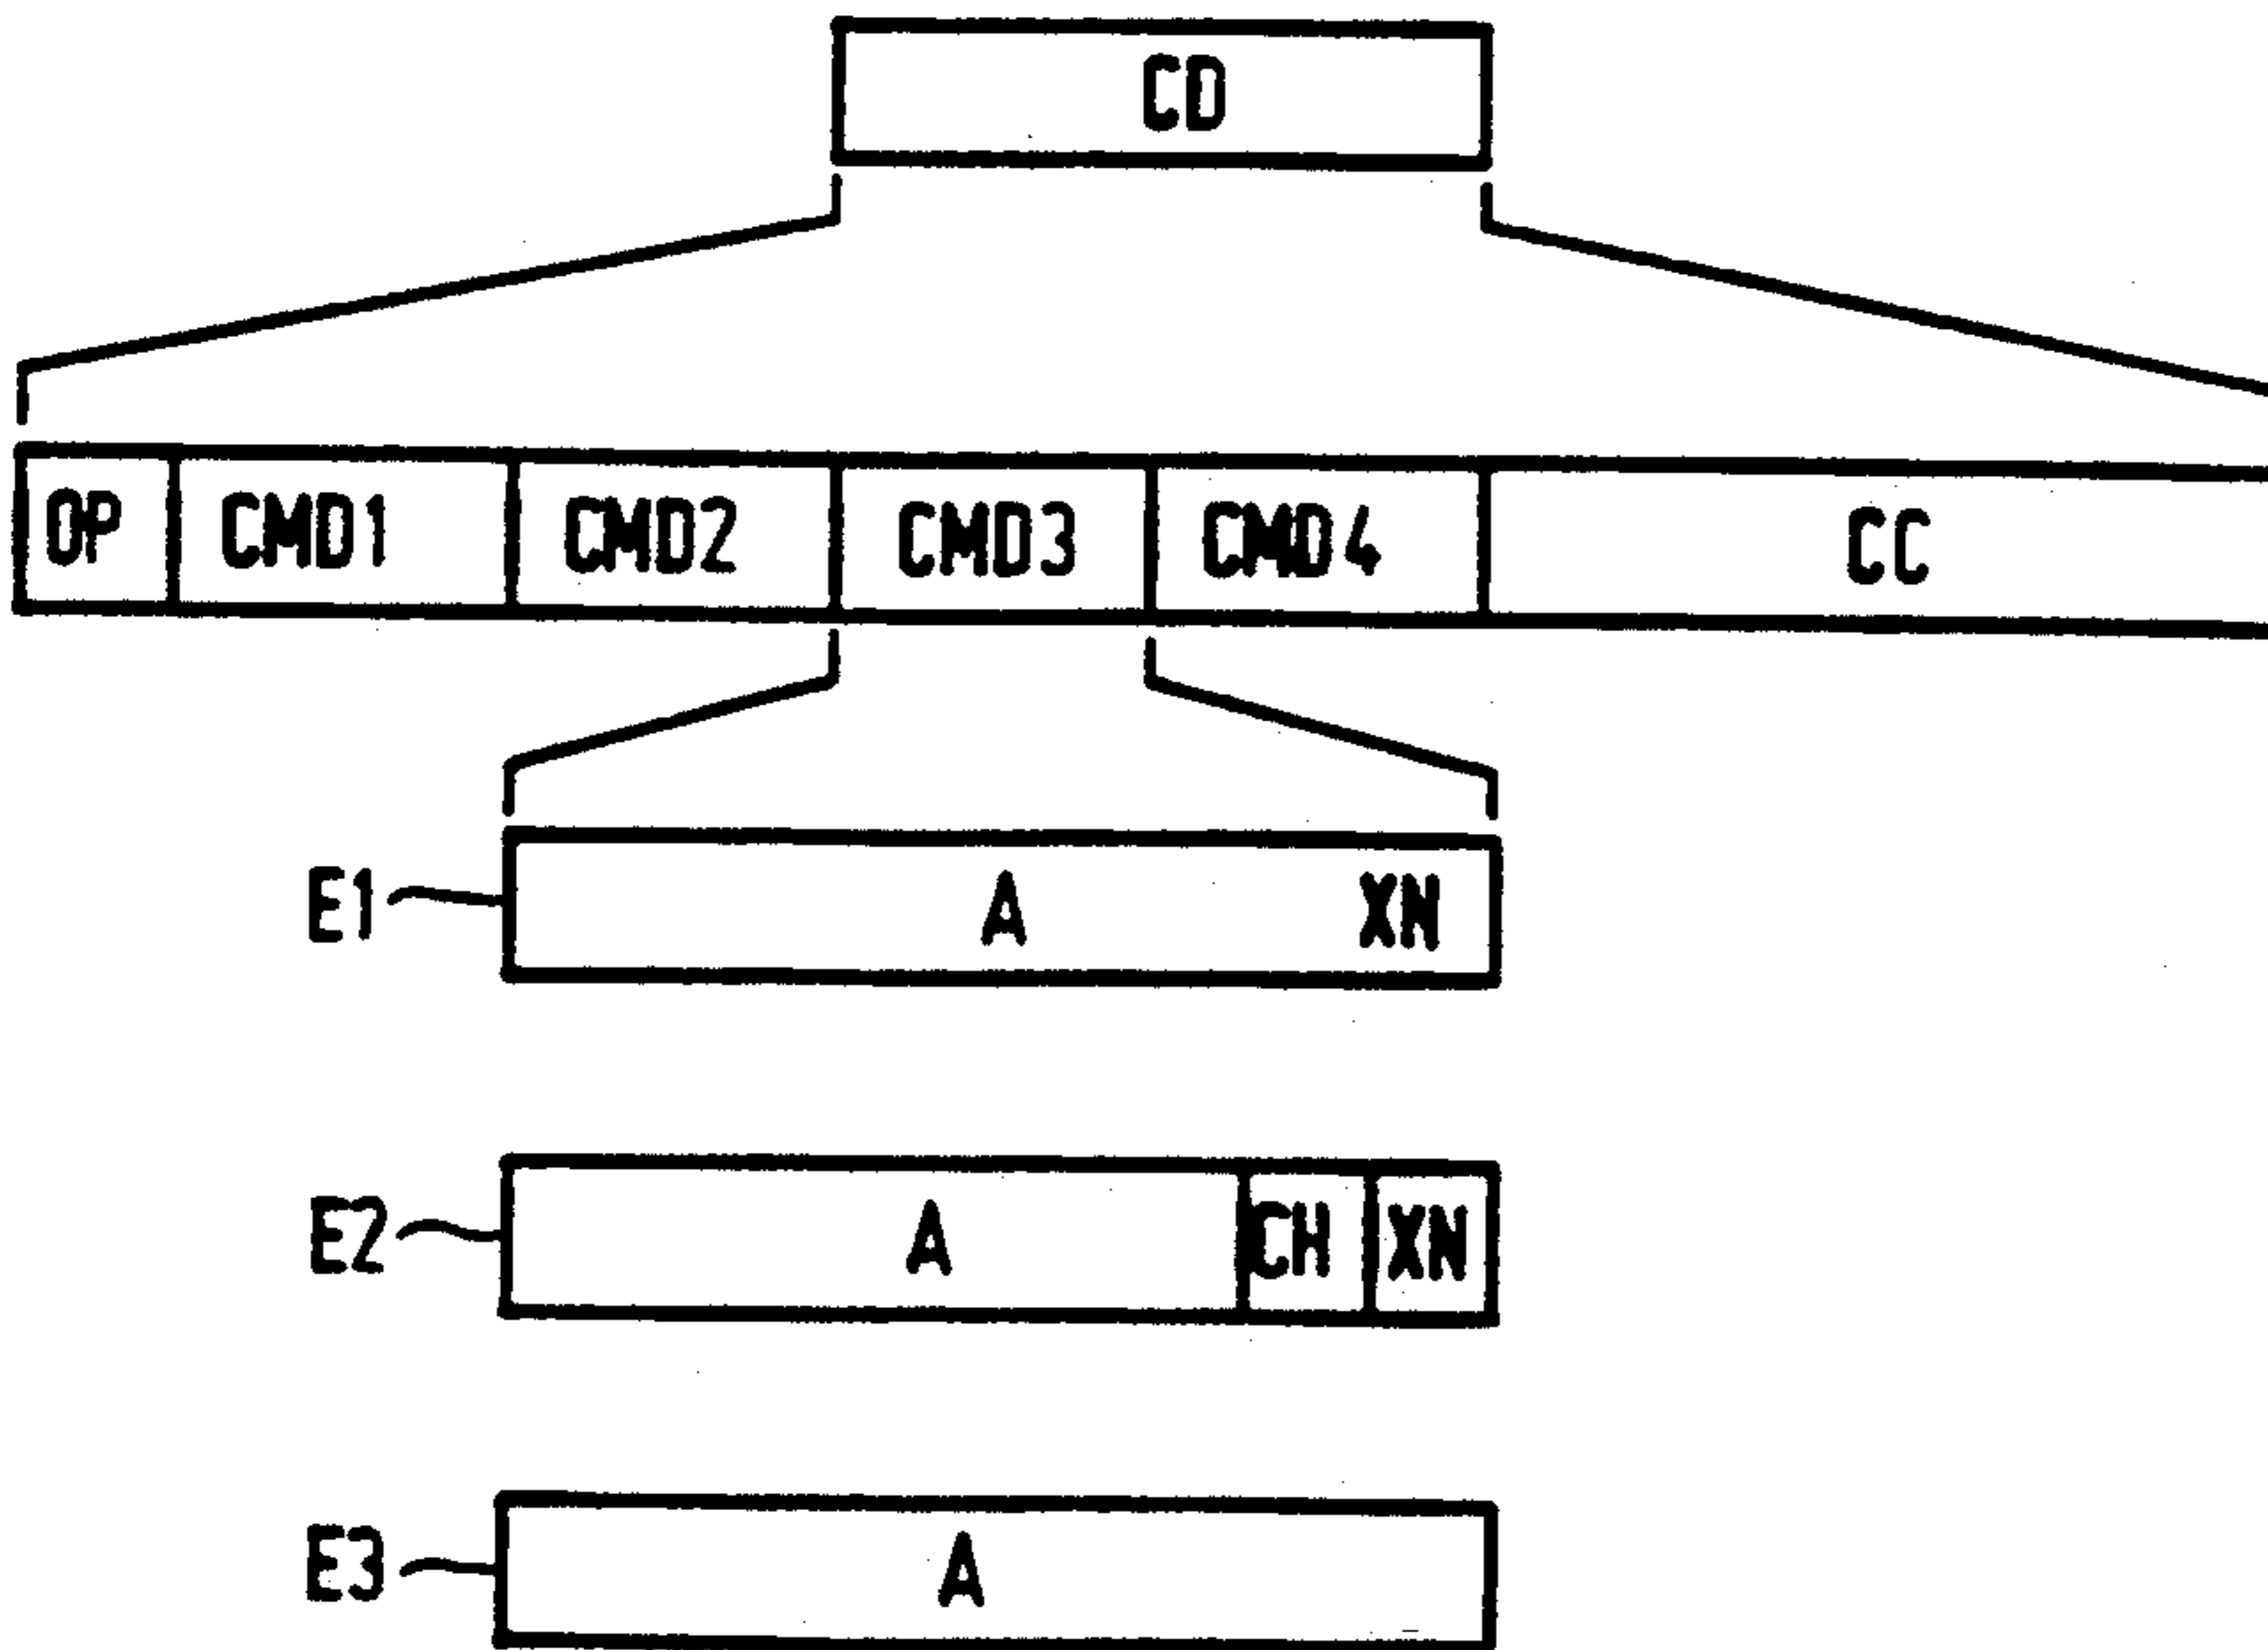 CD
OP CMD1 CMD2 CMD3 CMD4 CC
E1 A XN
E2 A CH XN
E3 A